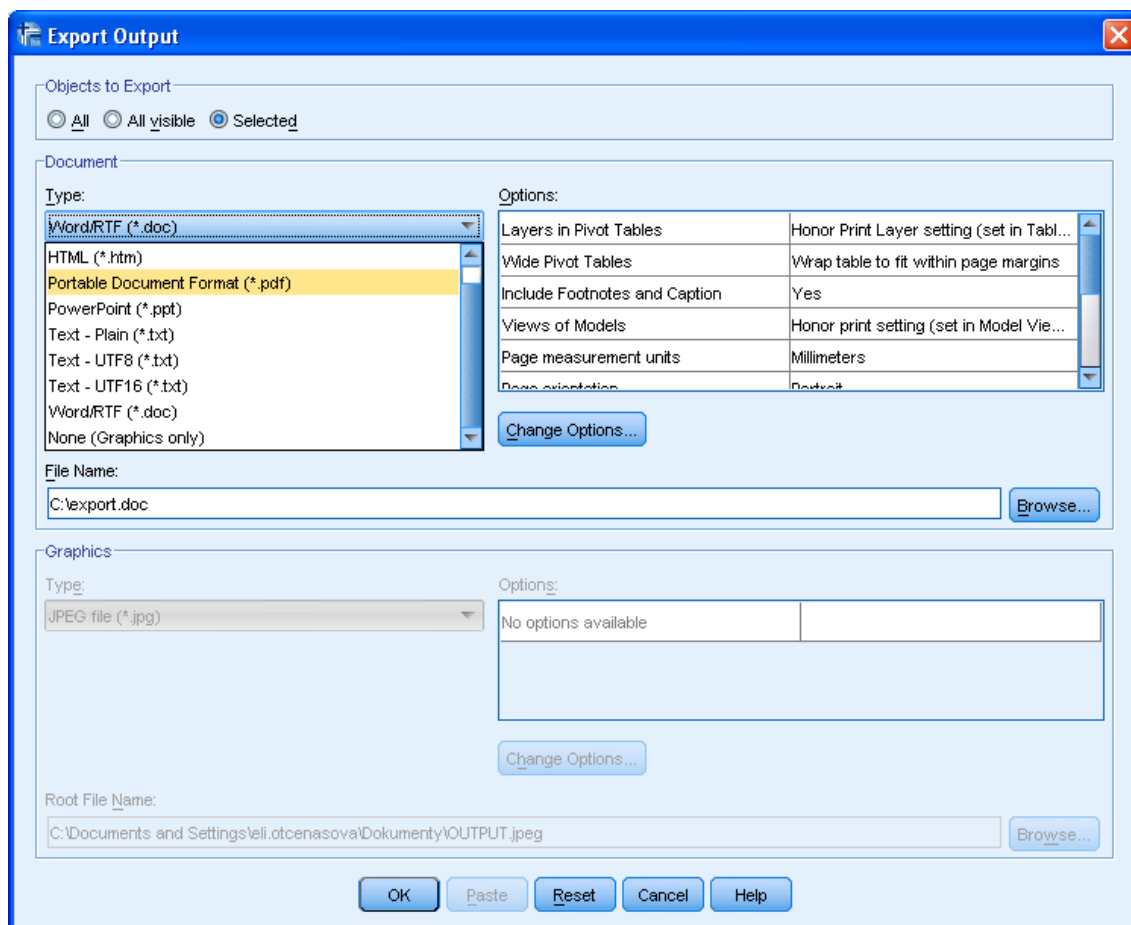 Export Output
Objects to Export
All All visible Selected
Document
Type:
Word/RTF (*.doc)
HTML (*.htm)
Portable Document Format (*.pdf)
PowerPoint (*.ppt)
Text - Plain (*.txt)
Text - UTF8 (*.txt)
Text - UTF16 (*.txt)
Word/RTF (*.doc)
None (Graphics only)
Options:
Layers in Pivot Tables Honor Print Layer setting (set in Tabl...
Wide Pivot Tables Wrap table to fit within page margins
Include Footnotes and Caption Yes
Views of Models Honor print setting (set in Model Vie...
Page measurement units Millimeters
Page orientation Portrait
Change Options...
File Name:
C:\export.doc
Browse...
Graphics
Type:
JPEG file (*.jpg)
Options:
No options available
Change Options...
Root File Name:
C:\Documents and Settings\eli.otcenasova\Dokumenty\OUTPUT.jpeg
Browse...
OK Paste Reset Cancel Help